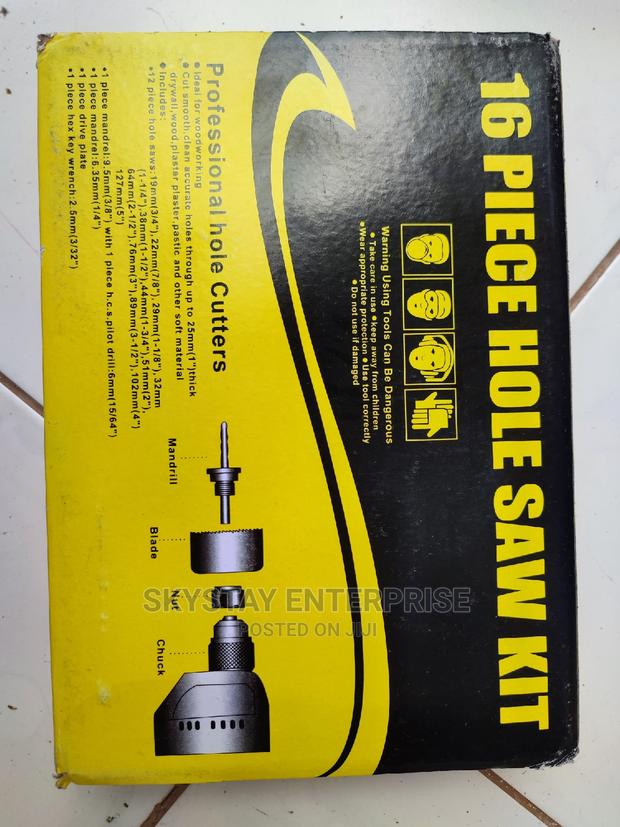 16 PIECE HOLE SAW KIT
Warning Using Tools Can Be Dangerous
● Take care in use ● keep away from children
● Wear appropriate protection ● Use tool correctly
● Do not use if damaged
Professional hole Cutters
● Ideal for woodworking
● Cut smooth,clean accurate holes through up to 25mm(1")thick
drywall,wood,plaster plaster,pastic and other soft material
● Includes:
•12 piece hole saws:19mm(3/4"),22mm(7/8"), 29mm(1-1/8"), 32mm
(1-1/4"),38mm(1-1/2"),44mm(1-3/4"),51mm(2"),
64mm(2-1/2"),76mm(3"),89mm(3-1/2"),102mm(4")
127mm(5")
•1 piece mandrel:9.5mm(3/8") with 1 piece h.c.s,pilot drill:6mm(15/64")
•1 piece mandrel:6.35mm(1/4")
•1 piece drive plate
•1 piece hex key wrench:2.5mm(3/32")
Mandrill
Blade
Nut
Chuck
SKYSTAY ENTERPRISE
POSTED ON JIJI